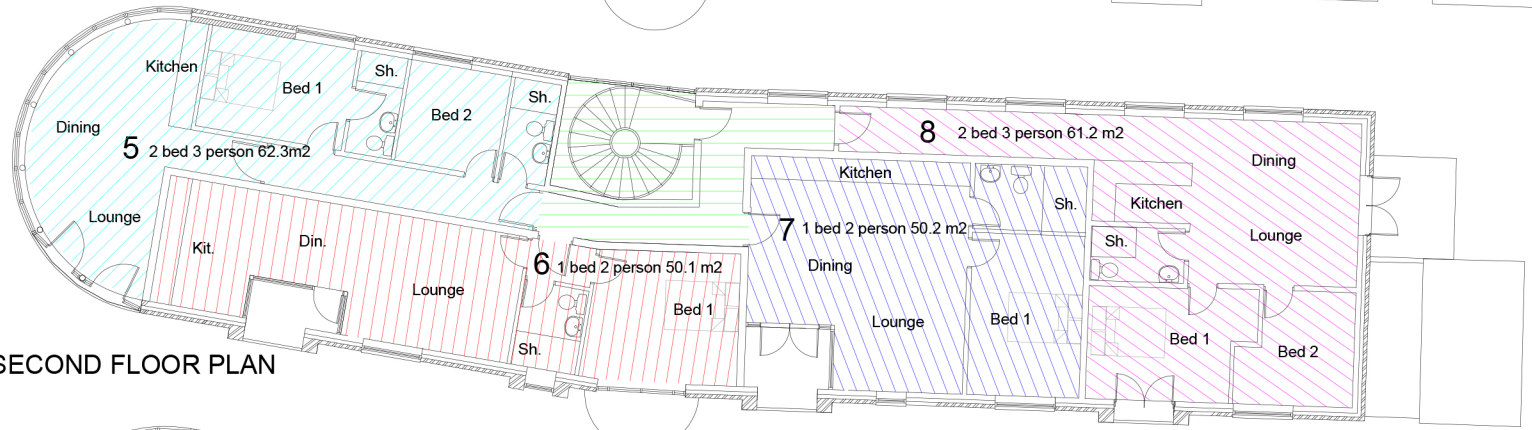 Kitchen
Bed 1
Sh.
Bed 2
Sh.
Dining
5 2 bed 3 person 62.3m2
Lounge
Kit.
Din.
Lounge
6 1 bed 2 person 50.1 m2
Bed 1
Sh.
Kitchen
Sh.
7 1 bed 2 person 50.2 m2
Dining
Lounge
Bed 1
8 2 bed 3 person 61.2 m2
Dining
Kitchen
Lounge
Sh.
Bed 1
Bed 2
SECOND FLOOR PLAN